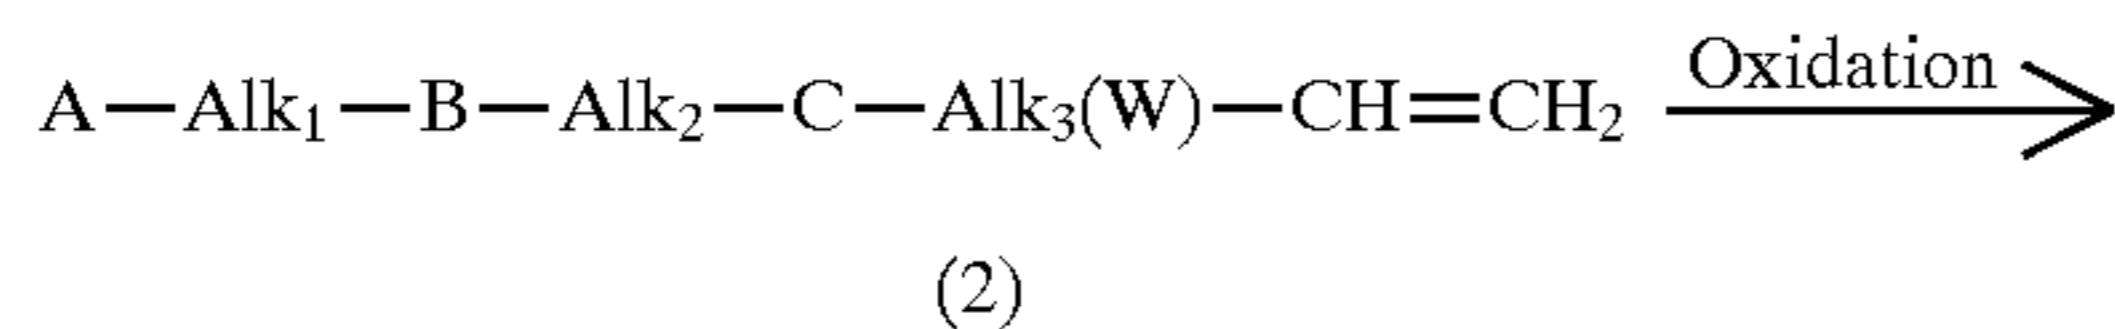 Oxidation
A—Alk₁—B—Alk₂—C—Alk₃(W)—CH=CH₂
(2)